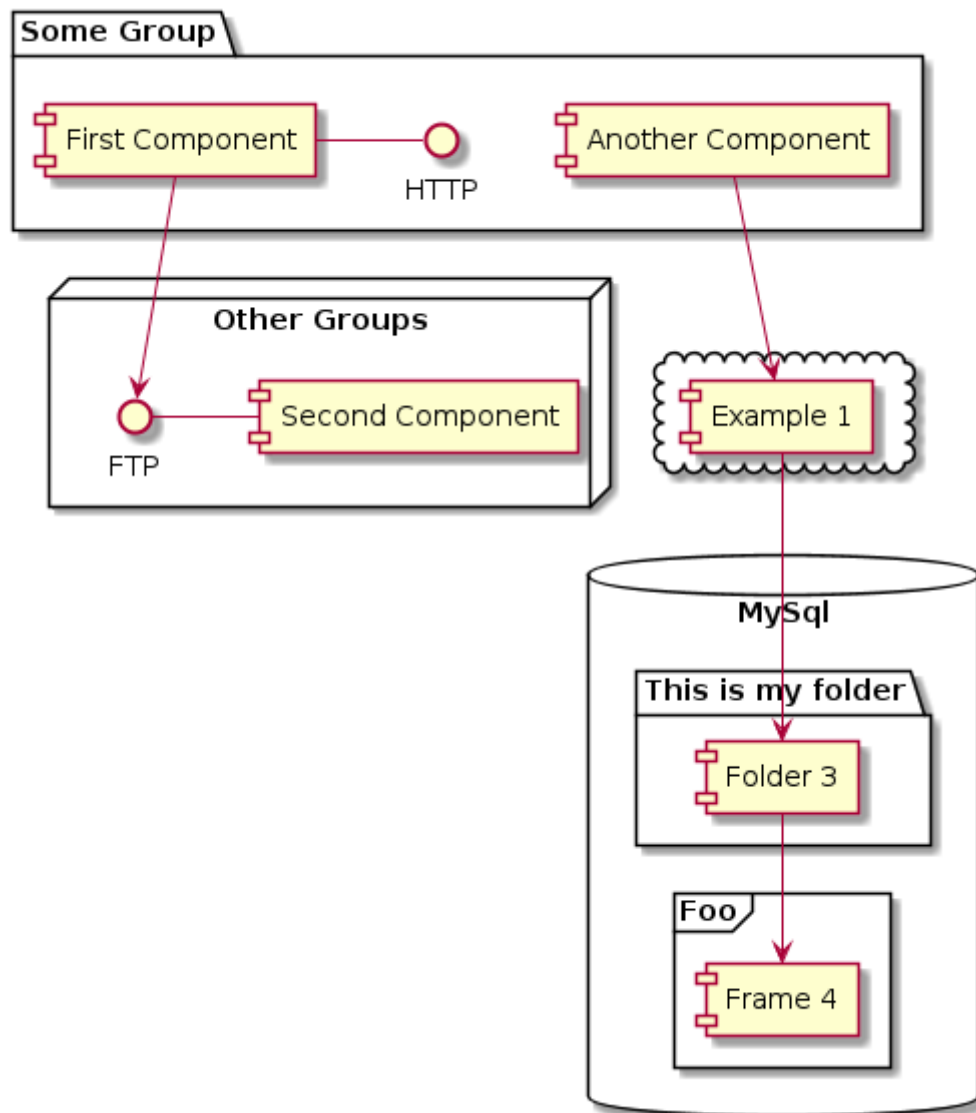 Some Group
First Component
HTTP
Another Component
Other Groups
FTP
Second Component
Example 1
MySql
This is my folder
Folder 3
Foo
Frame 4